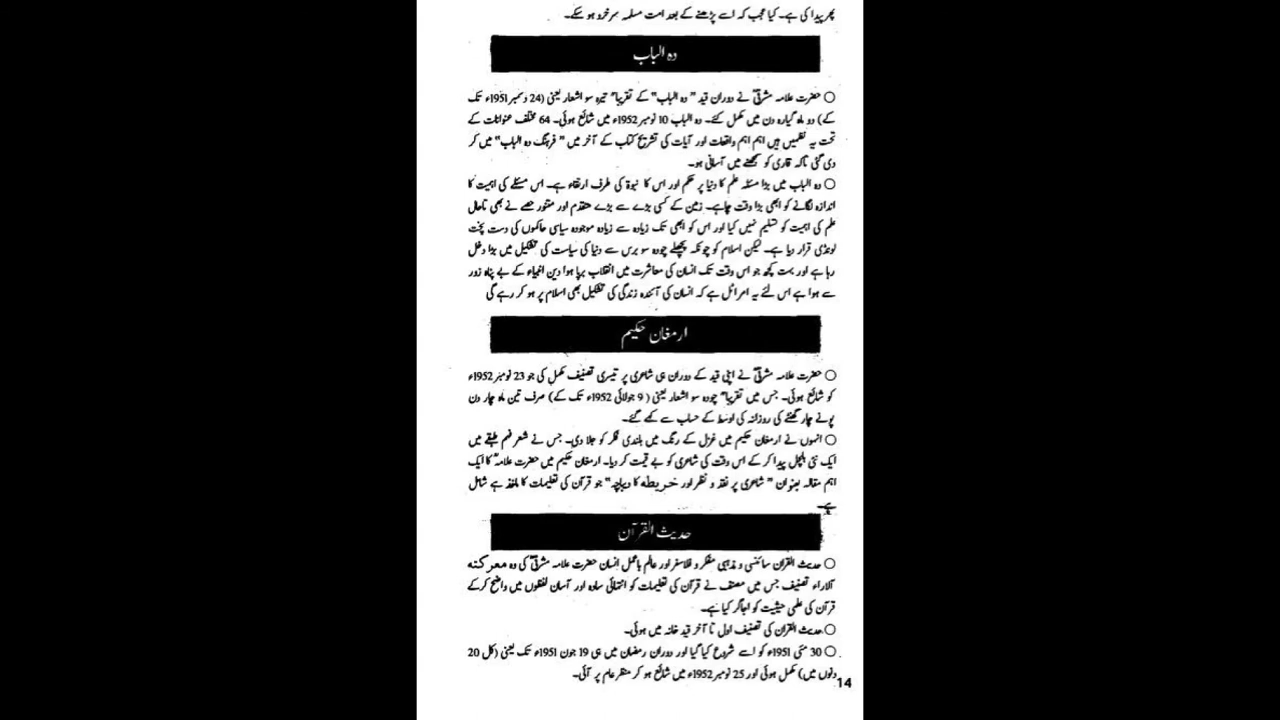 پھر پیدا کی ہے۔ کیا عجب کہ اسے پڑھنے کے بعد امت مسلمہ سرخرو ہو سکے۔
دہ الباب
○ حضرت علامہ مشرقیؒ نے دوران قید " دہ الباب" کے تقریباً تیرہ سو اشعار یعنی (24 دسمبر 1951ء تک
کے) دو ماہ گیارہ دن میں مکمل کئے۔ دہ الباب 10 نومبر 1952ء میں شائع ہوئی۔ 64 مختلف عنوانات کے
تحت یہ نظمیں ہیں اہم اہم واقعات اور آیات کی تشریح کتاب کے آخر میں " فرہنگ دہ الباب" میں کر
دی گئی تاکہ قاری کو سمجھنے میں آسانی ہو۔
○ دہ الباب میں بڑا مسئلہ علم کا دنیا پر حکم اور اس کا نبوۃ کی طرف ارتقاء ہے۔ اس مسئلے کی اہمیت کا
اندازہ لگانے کو ابھی بڑا وقت چاہے۔ زمین کے کسی بڑے سے بڑے متقدم اور مقتدر حصے نے بھی تاحال
علم کی اہمیت کو تسلیم نہیں کیا اور اس کو ابھی تک زیادہ سے زیادہ موجودہ سیاسی حاکموں کی دست پخت
لونڈی قرار دیا ہے۔ لیکن اسلام کو چونکہ پچھلے چودہ سو برس سے دنیا کی سیاست کی تشکیل میں بڑا دخل
رہا ہے اور بہت کچھ جو اس وقت تک انسان کی معاشرت میں انقلاب برپا ہوا دین انبیاء کے بے پناہ زور
سے ہوا ہے اس لئے یہ امر اٹل ہے کہ انسان کی آئندہ زندگی کی تشکیل بھی اسلام پر ہو کر رہے گی
ارمغان حکیم
○ حضرت علامہ مشرقیؒ نے اپنی قید کے دوران ہی شاعری پر تیسری تصنیف مکمل کی جو 23 نومبر 1952ء
کو شائع ہوئی۔ جس میں تقریباً چودہ سو اشعار یعنی ( 9 جولائی 1952ء تک کے) صرف تین ماہ چار دن
پونے چار گھنٹے کی روزانہ کی اوسط کے حساب سے کہے گئے۔
○ انہوں نے ارمغان حکیم میں غزل کے رنگ میں بلندی فکر کو جلا دی۔ جس نے شعر فہم طبقے میں
ایک نئی ہلچل پیدا کر کے اس وقت کی شاعری کو بے قیمت کر دیا۔ ارمغان حکیم میں حضرت علامہؒ کا ایک
اہم مقالہ بعنوان " شاعری پر نقد و نظر اور خریطہ کا دیباچہ" جو قرآن کی تعلیمات کا ماخذ ہے شامل
ہے۔
حدیث القرآن
○ حدیث القرآن سائنسی و مذہبی مفکر و فلاسفر اور عالم باعمل انسان حضرت علامہ مشرقیؒ کی وہ معرکتہ
الاراء تصنیف جس میں مصنف نے قرآن کی تعلیمات کو انتہائی سادہ اور آسان لفظوں میں واضح کر کے
قرآن کی علمی حیثیت کو اجاگر کیا ہے۔
○ حدیث القرآن کی تصنیف اول تا آخر قید خانہ میں ہوئی۔
○ 30 مئی 1951ء کو اسے شروع کیا گیا اور دوران رمضان میں ہی 19 جون 1951ء تک یعنی (کل 20
دنوں میں) مکمل ہوئی اور 25 نومبر 1952ء میں شائع ہو کر منظر عام پر آئی۔
14